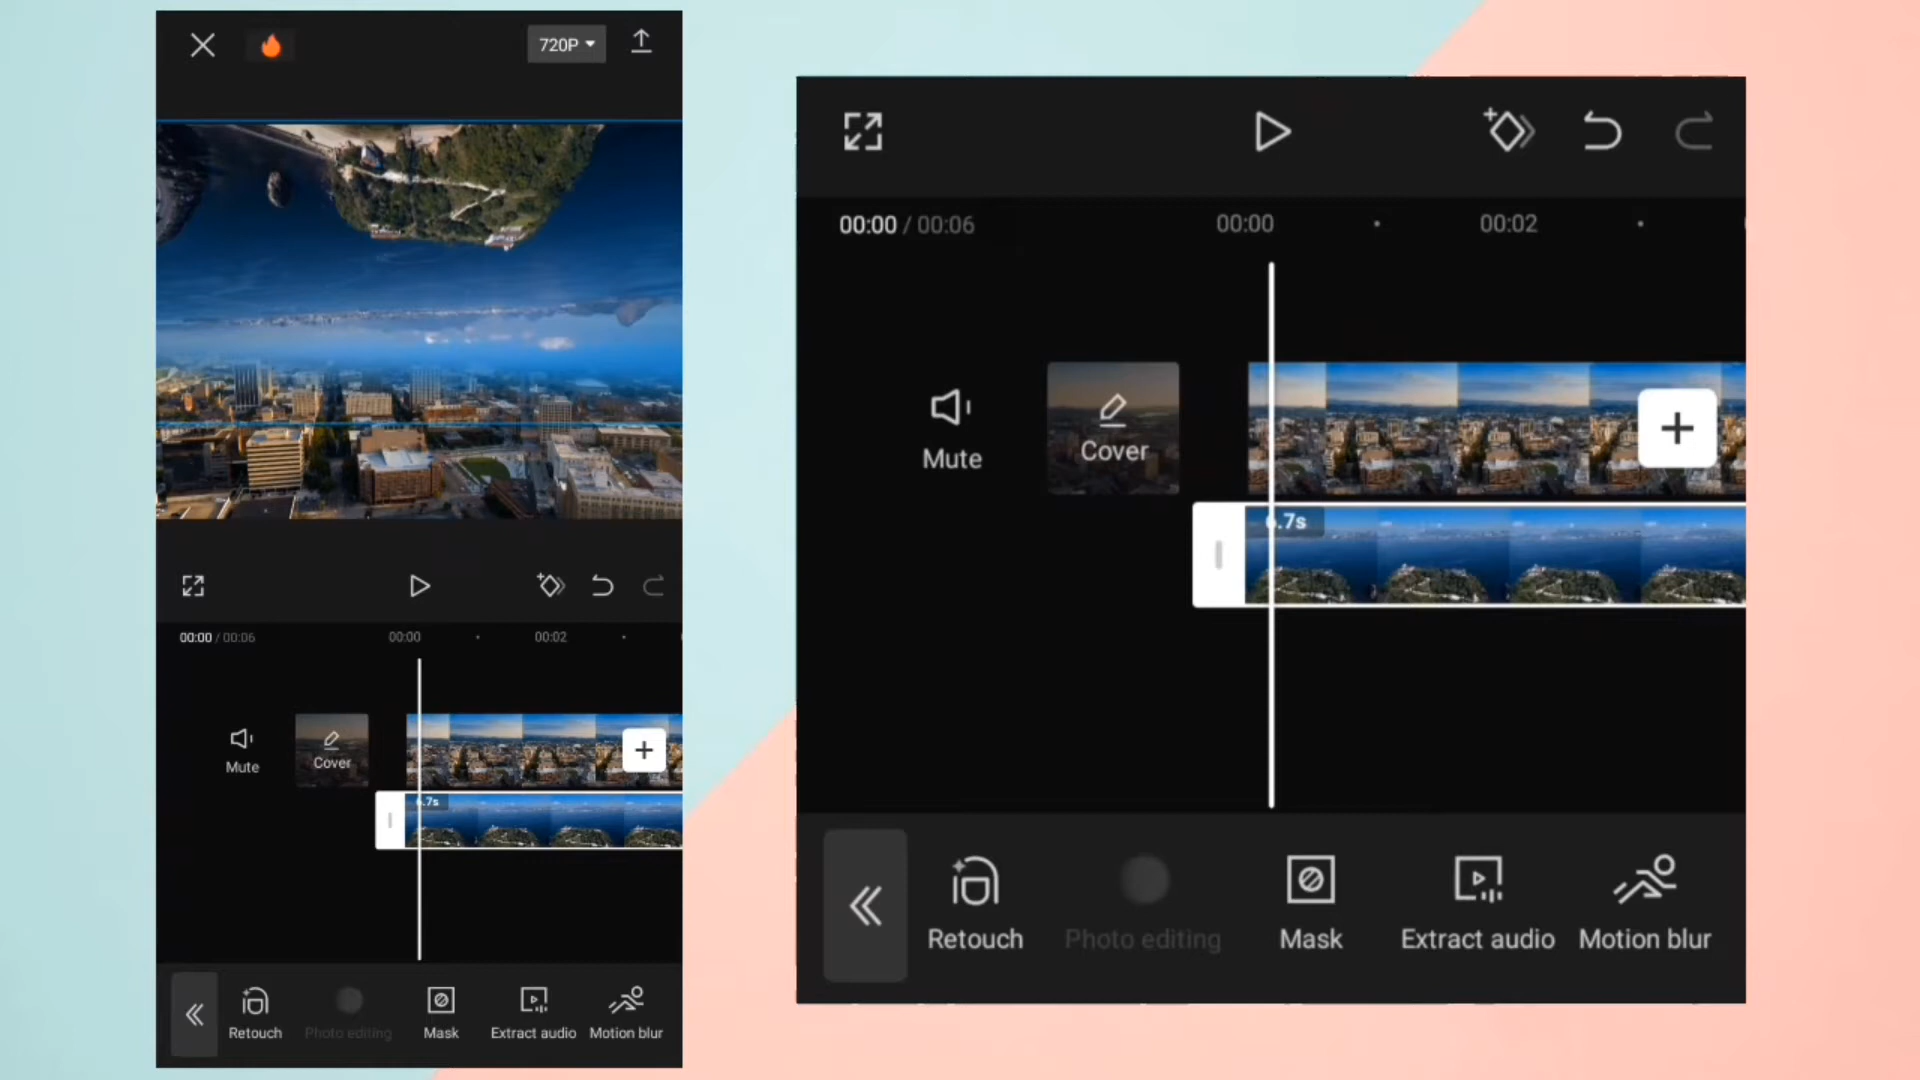 720P
00:00 / 00:06
00:00
00:02
Mute
Cover
6.7s
Retouch
Photo editing
Mask
Extract audio
Motion blur
00:00 / 00:06
00:00
00:02
Mute
Cover
6.7s
Retouch
Photo editing
Mask
Extract audio
Motion blur